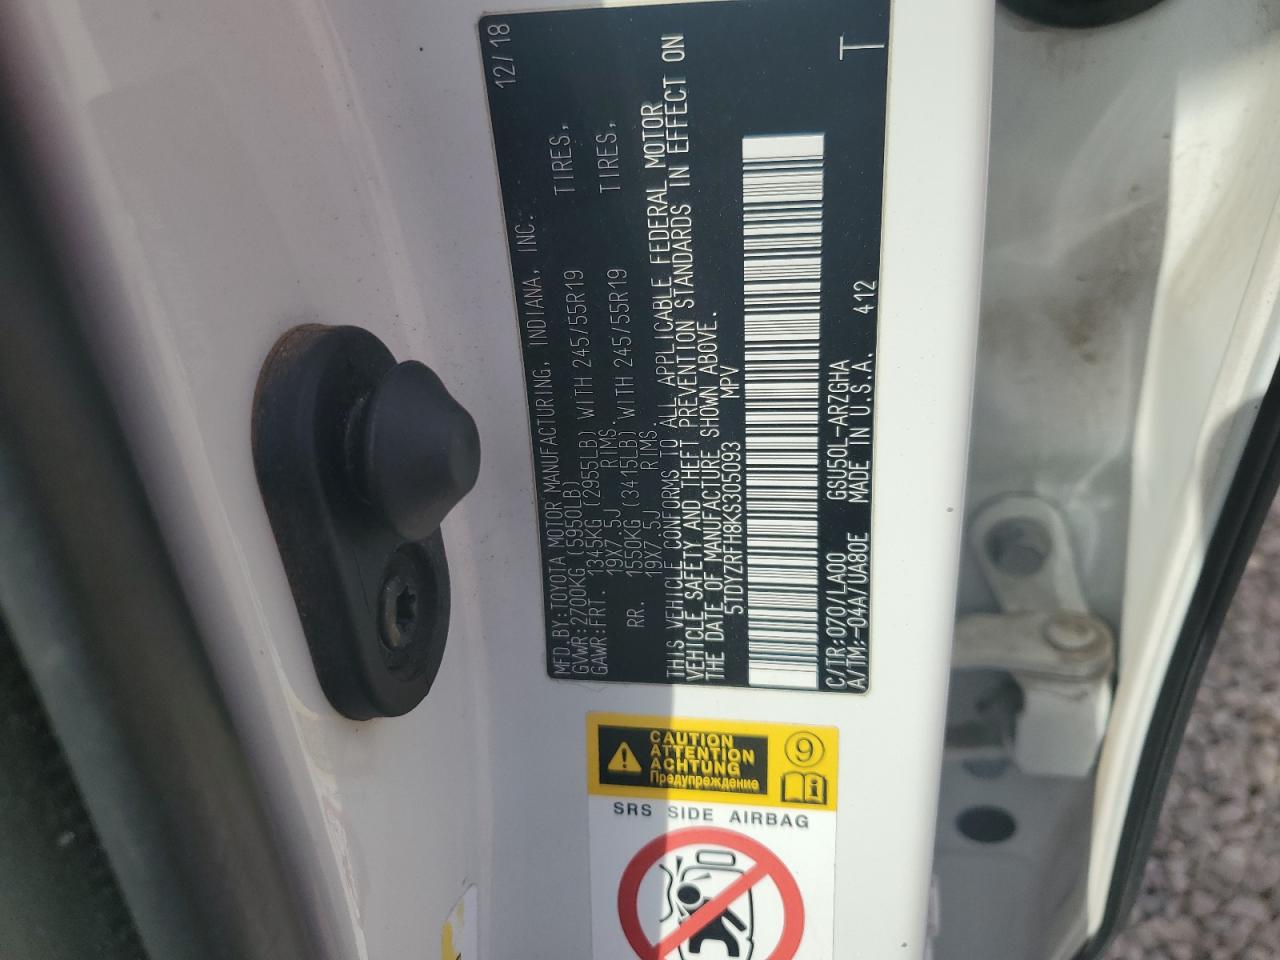 MFD.BY:TOYOTA MOTOR MANUFACTURING, INDIANA, INC. 12/18
GVWR:2700KG (5950LB)
GAWR:FRT. 1345KG (2955LB) WITH 245/55R19 TIRES,
19X7.5J RIMS.
RR. 1550KG (3415LB) WITH 245/55R19 TIRES,
19X7.5J RIMS.
THIS VEHICLE CONFORMS TO ALL APPLICABLE FEDERAL MOTOR
VEHICLE SAFETY AND THEFT PREVENTION STANDARDS IN EFFECT ON
THE DATE OF MANUFACTURE SHOWN ABOVE.
5TDYZRFH8KS305093 MPV
C/TR:070/LA00 GSU50L-ARZGHA T
A/TM:-04A/UA80E MADE IN U.S.A. 412
CAUTION
ATTENTION
ACHTUNG
Предупреждение
9
SRS SIDE AIRBAG